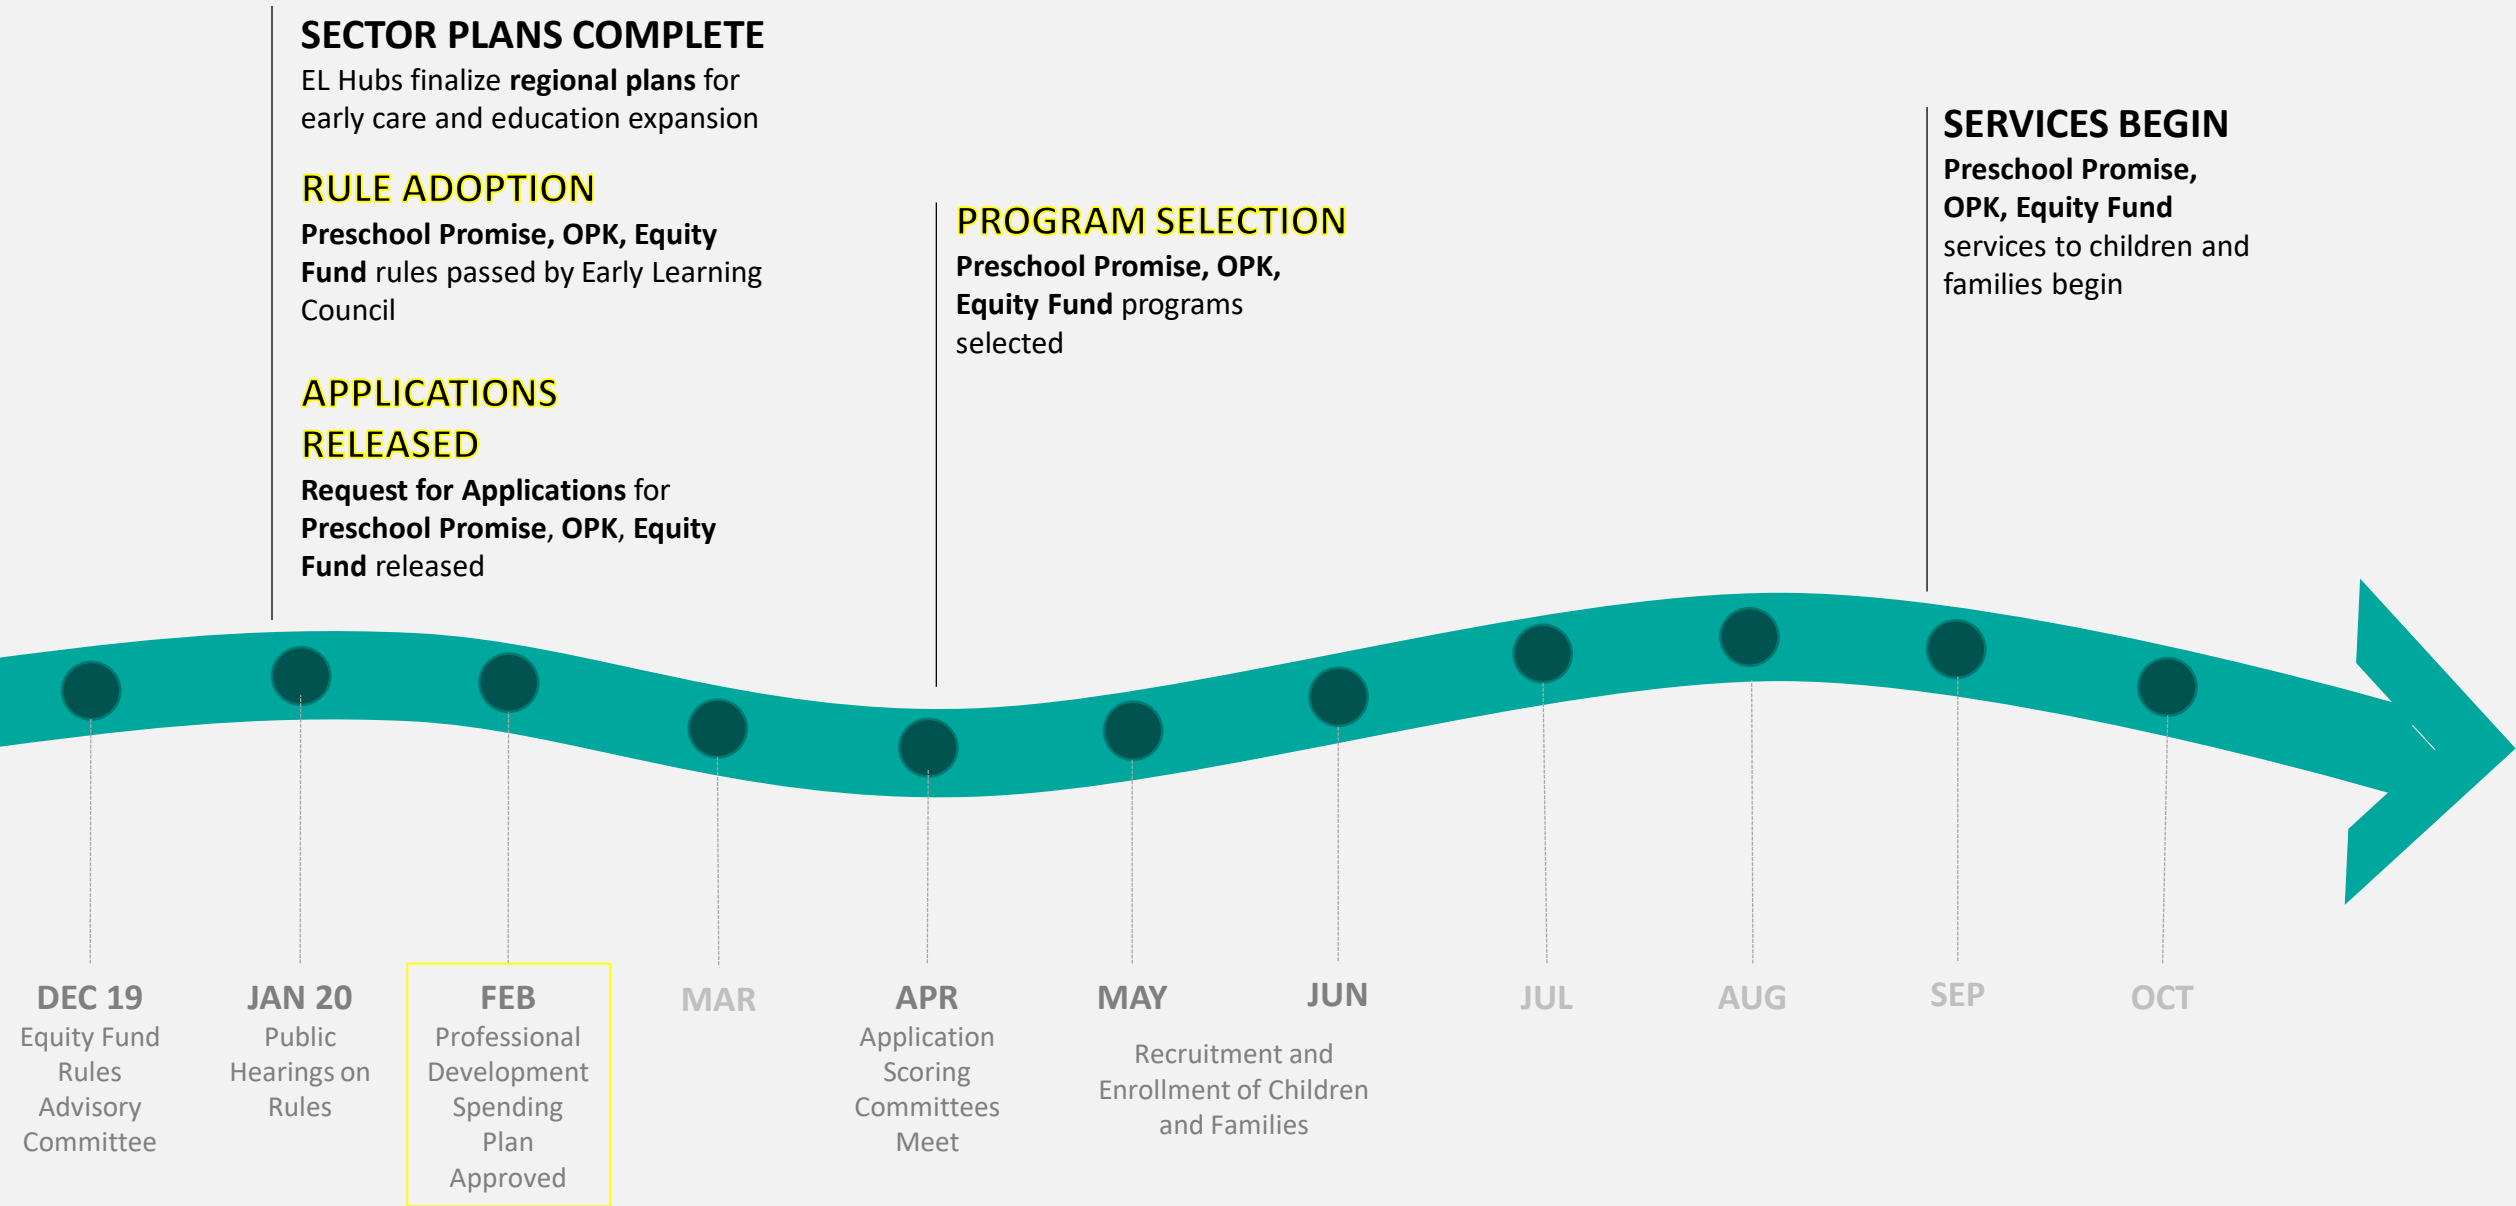 SECTOR PLANS COMPLETE
EL Hubs finalize regional plans for
early care and education expansion
RULE ADOPTION
Preschool Promise, OPK, Equity
Fund rules passed by Early Learning
Council
APPLICATIONS
RELEASED
Request for Applications for
Preschool Promise, OPK, Equity
Fund released
PROGRAM SELECTION
Preschool Promise, OPK,
Equity Fund programs
selected
SERVICES BEGIN
Preschool Promise,
OPK, Equity Fund
services to children and
families begin
DEC 19
Equity Fund
Rules
Advisory
Committee
JAN 20
Public
Hearings on
Rules
FEB
Professional
Development
Spending
Plan
Approved
MAR
APR
Application
Scoring
Committees
Meet
MAY
JUN
Recruitment and
Enrollment of Children
and Families
JUL
AUG
SEP
OCT